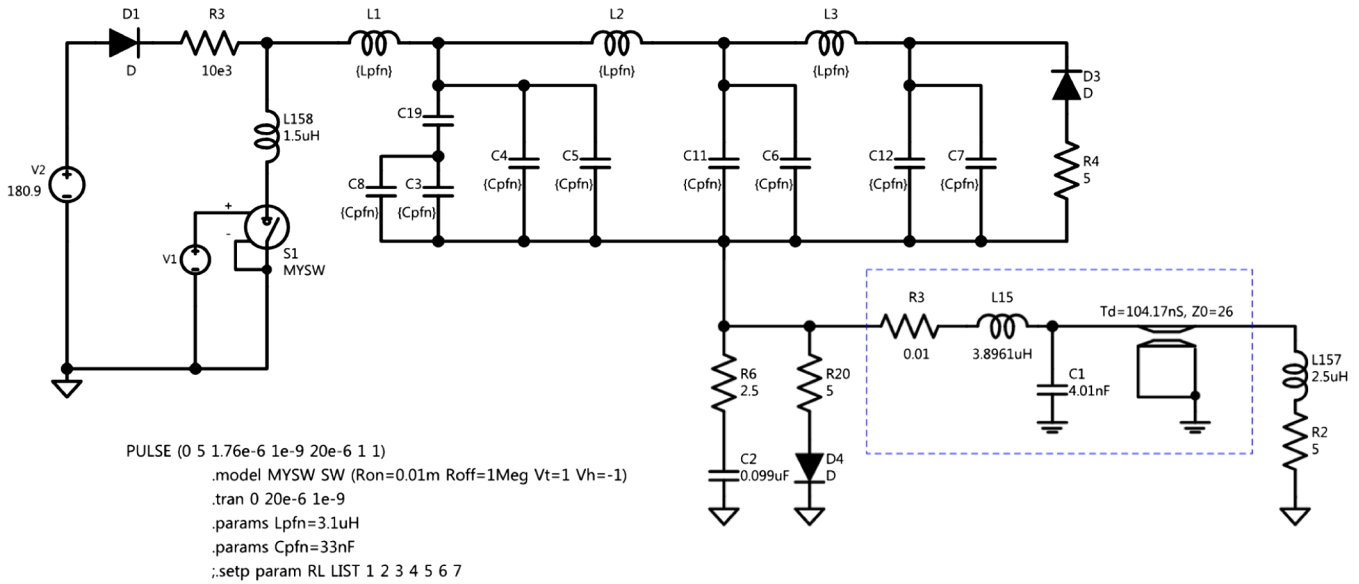 D1
R3
L1
L2
L3
D
10e3
{Lpfn}
{Lpfn}
{Lpfn}
D3
D
L158
1.5uH
C19
C4
C5
C11
C6
C12
C7
R4
5
V2
180.9
C8
C3
{Cpfn}
{Cpfn}
{Cpfn}
{Cpfn}
{Cpfn}
{Cpfn}
{Cpfn}
{Cpfn}
+
-
V1
S1
MYSW
R3
L15
Td=104.17nS, Z0=26
0.01
3.8961uH
R6
2.5
R20
5
C1
4.01nF
L157
2.5uH
R2
5
C2
0.099uF
D4
D
PULSE (0 5 1.76e-6 1e-9 20e-6 1 1)
.model MYSW SW (Ron=0.01m Roff=1Meg Vt=1 Vh=-1)
.tran 0 20e-6 1e-9
.params Lpfn=3.1uH
.params Cpfn=33nF
;.setp param RL LIST 1 2 3 4 5 6 7